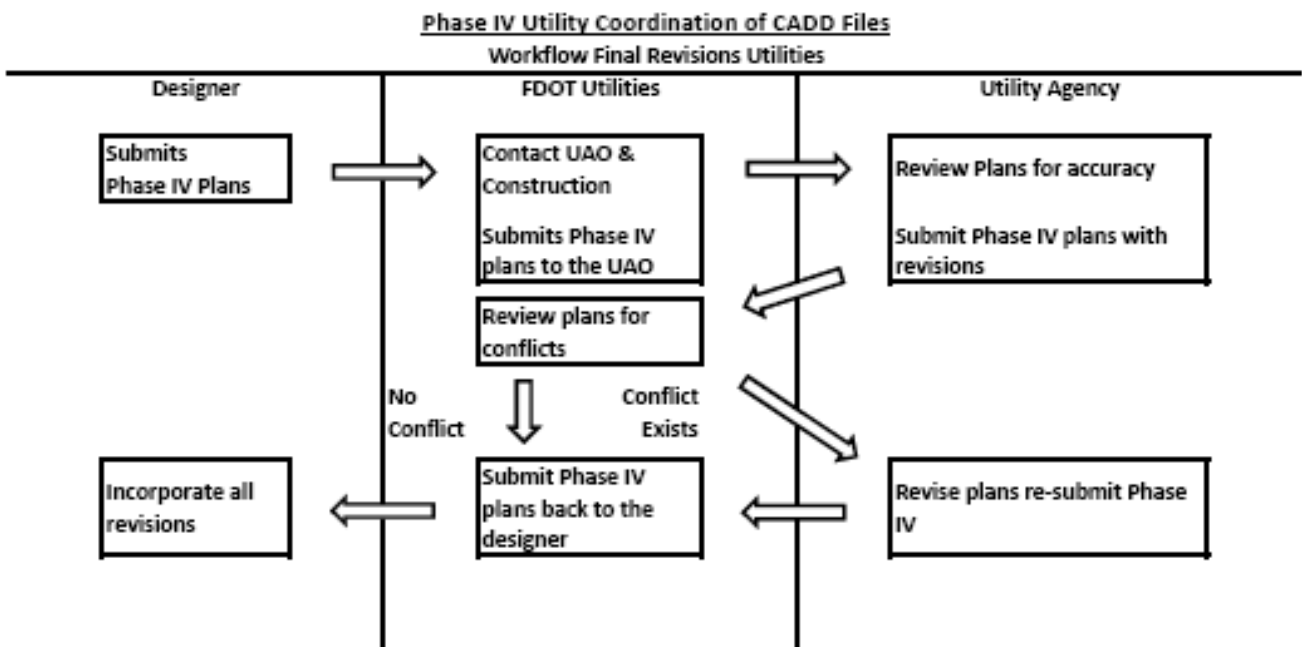 Phase IV Utility Coordination of CADD Files
Workflow Final Revisions Utilities
Designer
FDOT Utilities
Utility Agency
Submits
Phase IV Plans
Contact UAO &
Construction
Submits Phase IV
plans to the UAO
Review Plans for accuracy
Submit Phase IV plans with
revisions
Review plans for
conflicts
No
Conflict
Conflict
Exists
Incorporate all
revisions
Submit Phase IV
plans back to the
designer
Revise plans re-submit Phase
IV